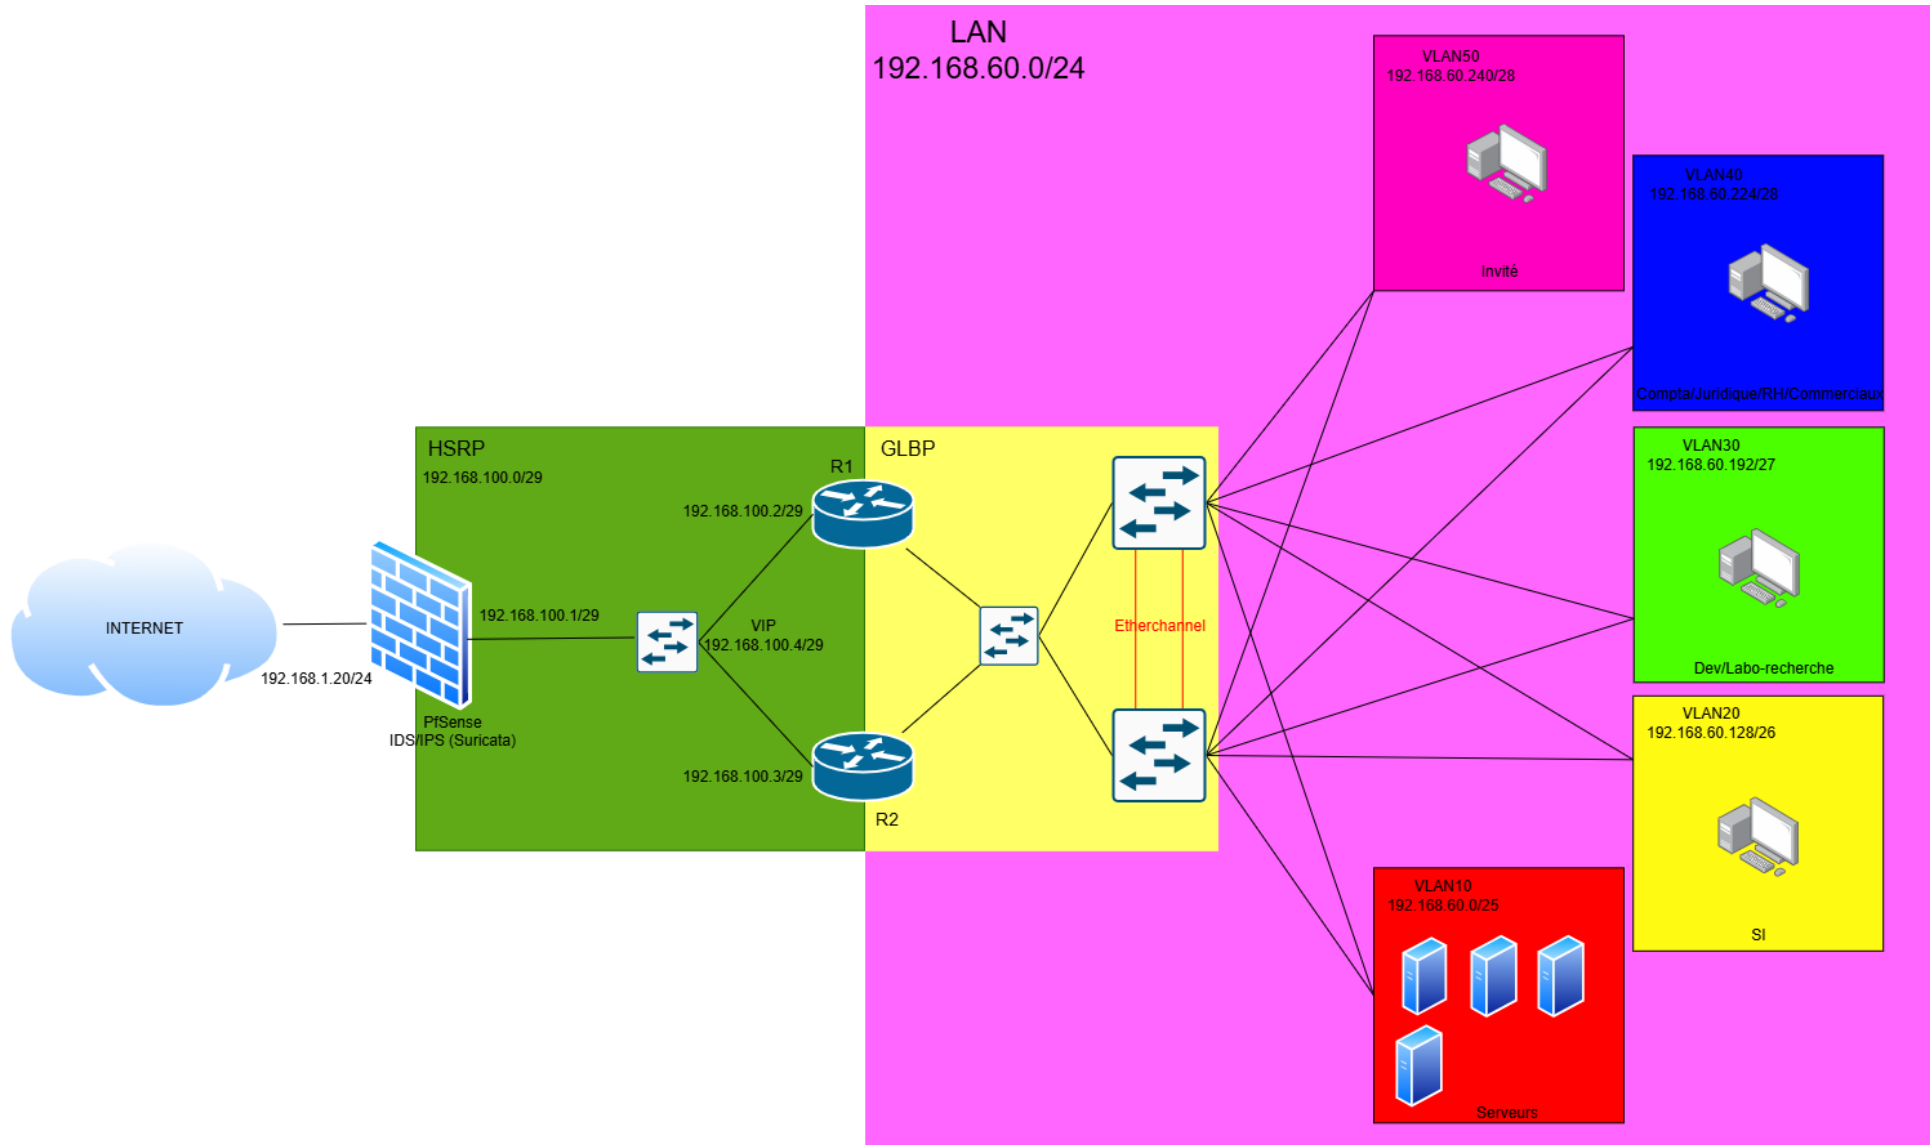 LAN
192.168.60.0/24
VLAN50
192.168.60.240/28
Invité
VLAN40
192.168.60.224/28
Compta/Juridique/RH/Commerciaux
HSRP
192.168.100.0/29
R1
GLBP
192.168.100.2/29
VLAN30
192.168.60.192/27
Dev/Labo-recherche
INTERNET
192.168.1.20/24
192.168.100.1/29
VIP
192.168.100.4/29
Etherchannel
PfSense
IDS/IPS (Suricata)
192.168.100.3/29
R2
VLAN20
192.168.60.128/26
SI
VLAN10
192.168.60.0/25
Serveurs